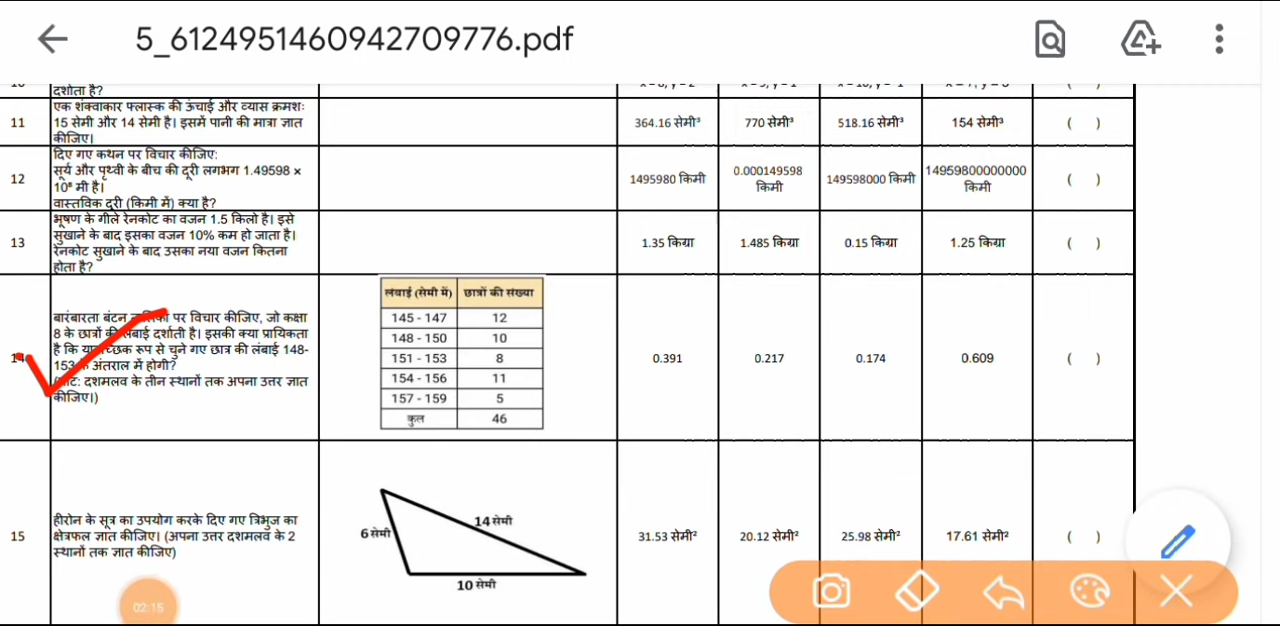 5_6124951460942709776.pdf
दर्शाता है?
11
एक शंक्वाकार फ्लास्क की ऊंचाई और व्यास क्रमशः
15 सेमी और 14 सेमी है। इसमें पानी की मात्रा ज्ञात
कीजिए।
364.16 सेमी³
770 सेमी³
518.16 सेमी³
154 सेमी³
( )
12
दिए गए कथन पर विचार कीजिए:
सूर्य और पृथ्वी के बीच की दूरी लगभग 1.49598 ×
10⁸ मी है।
वास्तविक दूरी (किमी में) क्या है?
1495980 किमी
0.000149598
किमी
149598000 किमी
14959800000000
किमी
( )
13
भूषण के गीले रेनकोट का वजन 1.5 किलो है। इसे
सुखाने के बाद इसका वजन 10% कम हो जाता है।
रेनकोट सुखाने के बाद उसका नया वजन कितना
होता है?
1.35 किग्रा
1.485 किग्रा
0.15 किग्रा
1.25 किग्रा
( )
14
बारंबारता बंटन पर विचार कीजिए, जो कक्षा
8 के छात्रों की लंबाई दर्शाती है। इसकी क्या प्रायिकता
है कि रूप से चुने गए छात्र की लंबाई 148-
153 के अंतराल में होगी?
दशमलव के तीन स्थानों तक अपना उत्तर ज्ञात
कीजिए।)
लंबाई (सेमी में) छात्रों की संख्या
145 - 147 12
148 - 150 10
151 - 153 8
154 - 156 11
157 - 159 5
कुल 46
0.391
0.217
0.174
0.609
( )
15
हीरोन के सूत्र का उपयोग करके दिए गए त्रिभुज का
क्षेत्रफल ज्ञात कीजिए। (अपना उत्तर दशमलव के 2
स्थानों तक ज्ञात कीजिए)
6 सेमी
14 सेमी
10 सेमी
31.53 सेमी²
20.12 सेमी²
25.98 सेमी²
17.61 सेमी²
( )
02:15